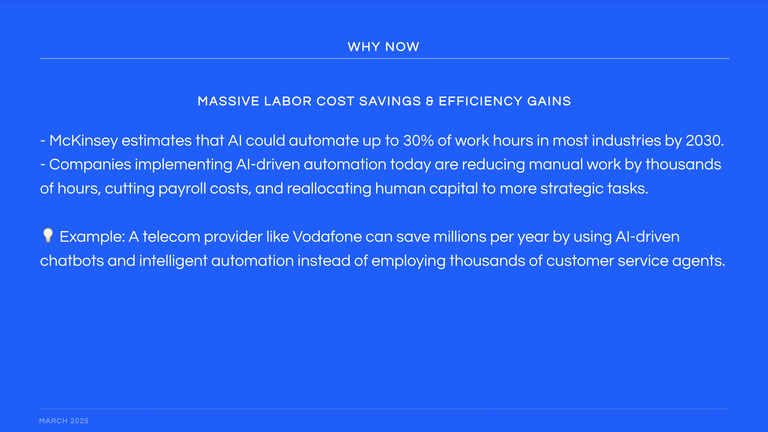 WHY NOW
MASSIVE LABOR COST SAVINGS & EFFICIENCY GAINS
- McKinsey estimates that AI could automate up to 30% of work hours in most industries by 2030.
- Companies implementing AI-driven automation today are reducing manual work by thousands
of hours, cutting payroll costs, and reallocating human capital to more strategic tasks.
💡 Example: A telecom provider like Vodafone can save millions per year by using AI-driven
chatbots and intelligent automation instead of employing thousands of customer service agents.
MARCH 2025